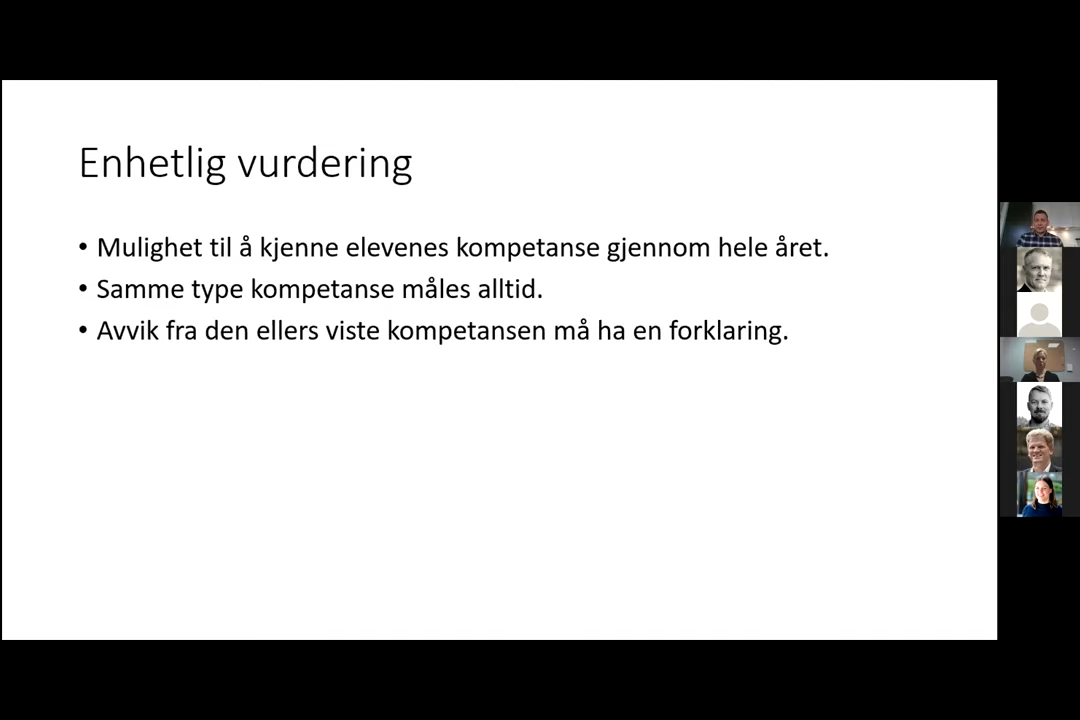 Enhetlig vurdering
• Mulighet til å kjenne elevenes kompetanse gjennom hele året.
• Samme type kompetanse måles alltid.
• Avvik fra den ellers viste kompetansen må ha en forklaring.